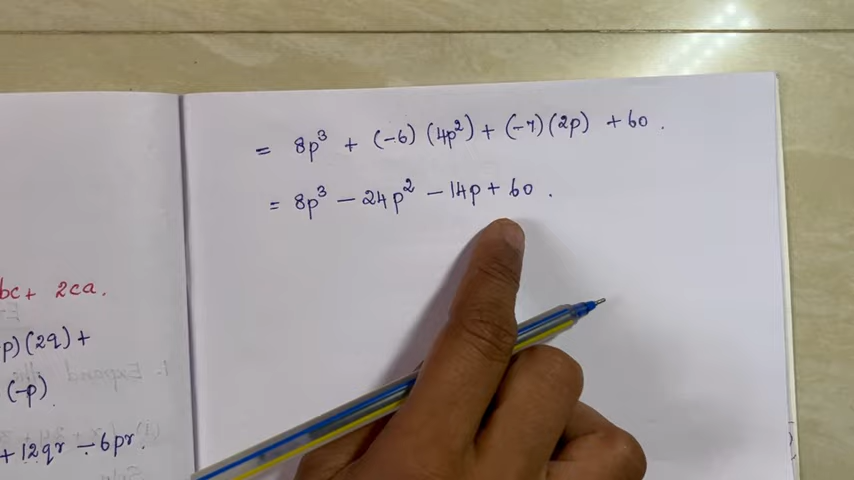 bc + 2ca.
p)(2q) +
(-p)
+ 12qr - 6pr.
= 8p³ + (-6) (4p²) + (-7)(2p) + 60.
= 8p³ - 24p² - 14p + 60.